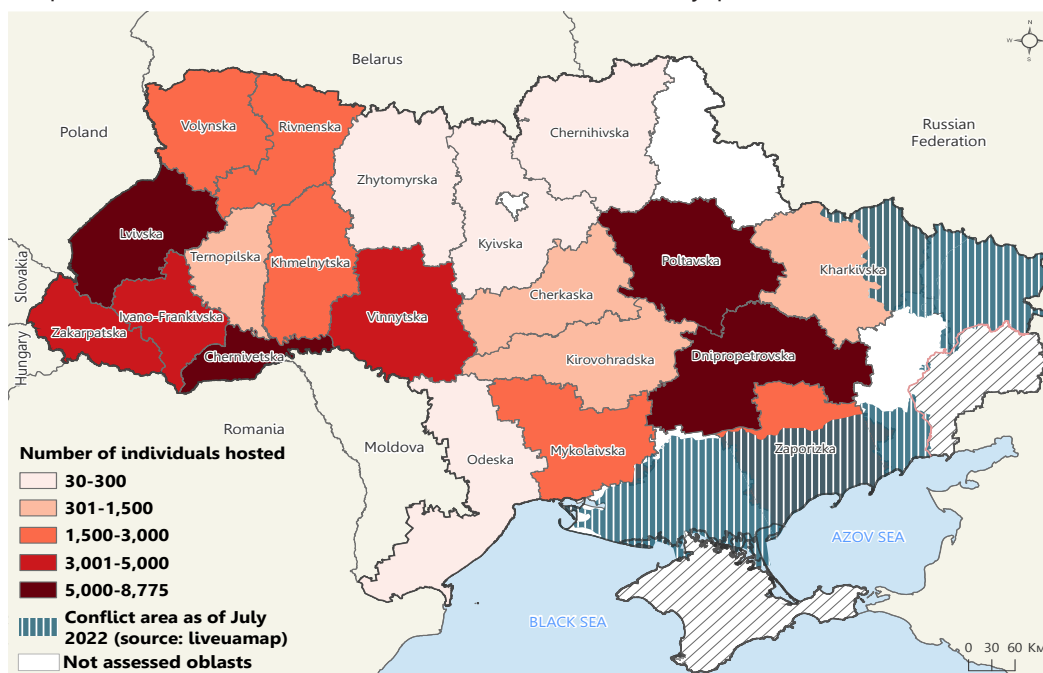 Belarus
N
W
E
S
Poland
Volynska
Rivnenska
Chernihivska
Russian
Federation
Zhytomyrska
Kyivska
Lvivska
Ternopilska
Khmelnytska
Poltavska
Kharkivska
Slovakia
Cherkaska
Ivano-Frankivska
Vinnytska
Zakarpatska
Chernivetska
Kirovohradska
Dnipropetrovska
Hungary
Romania
Moldova
Odeska
Mykolaivska
Zaporizka
AZOV SEA
BLACK SEA
Number of individuals hosted
30-300
301-1,500
1,500-3,000
3,001-5,000
5,000-8,775
Conflict area as of July
2022 (source: liveuamap)
Not assessed oblasts
0 30 60 Км